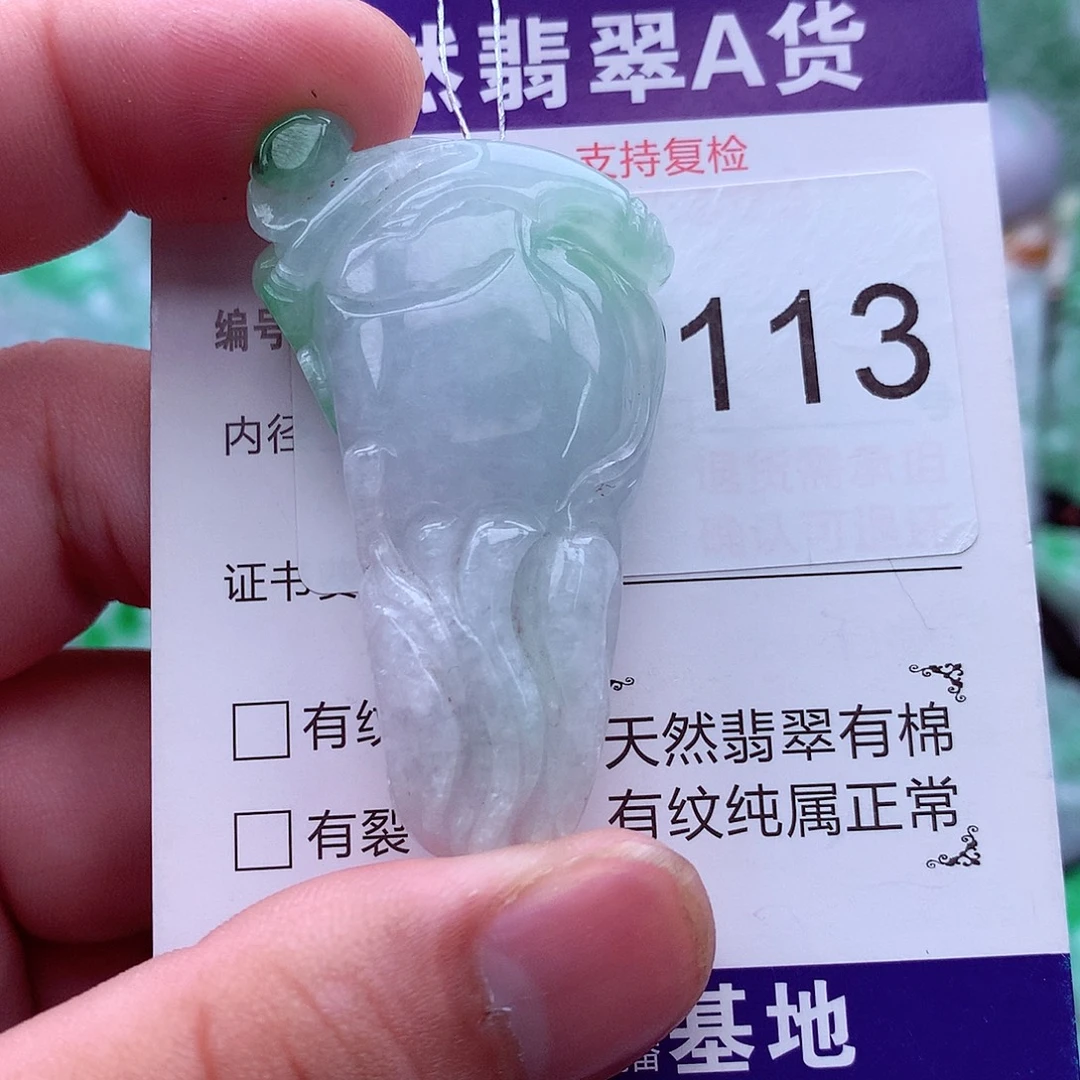 然翡翠A货
支持复检
编号
113
内径
证书
有纹
天然翡翠有棉
有纹纯属正常
有裂
基地